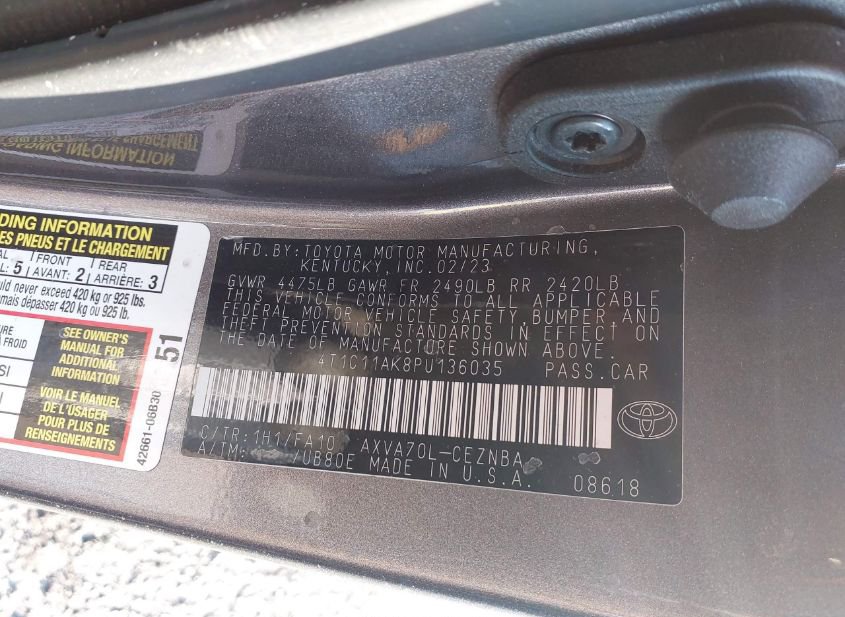 DING INFORMATION
ES PNEUS ET LE CHARGEMENT
FRONT
REAR
5
AVANT: 2
ARRIÈRE: 3
never exceed 420 kg or 925 lbs.
mais dépasser 420 kg ou 925 lb.
SEE OWNER'S
MANUAL FOR
ADDITIONAL
INFORMATION
VOIR LE MANUEL
DE L'USAGER
POUR PLUS DE
RENSEIGNEMENTS
51
42661-06B30
MFD.BY:TOYOTA MOTOR MANUFACTURING,
KENTUCKY, INC.02/23
GVWR 4475LB GAWR FR 2490LB RR 2420LB
THIS VEHICLE CONFORMS TO ALL APPLICABLE
FEDERAL MOTOR VEHICLE SAFETY, BUMPER AND
THEFT PREVENTION STANDARDS IN EFFECT ON
THE DATE OF MANUFACTURE SHOWN ABOVE.
4T1C11AK8PU136035 PASS.CAR
C/TR:1H1/FA10 AXVA70L-CEZNBA
A/TM: /UB80E MADE IN U.S.A. 08618